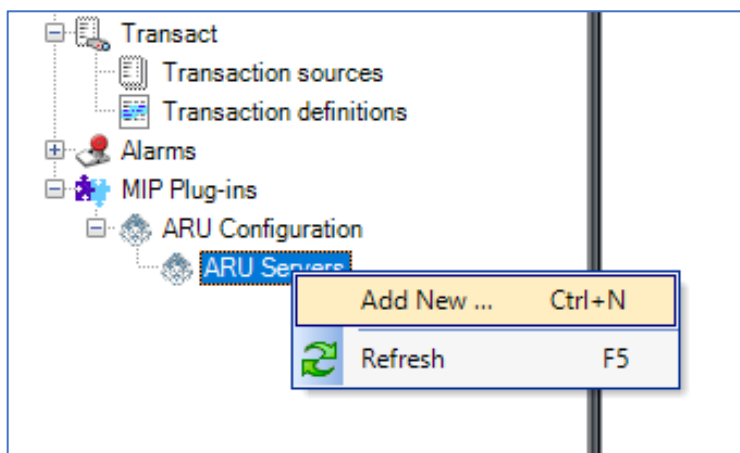 Transact
Transaction sources
Transaction definitions
Alarms
MIP Plug-ins
ARU Configuration
ARU Servers
Add New ... Ctrl+N
Refresh F5